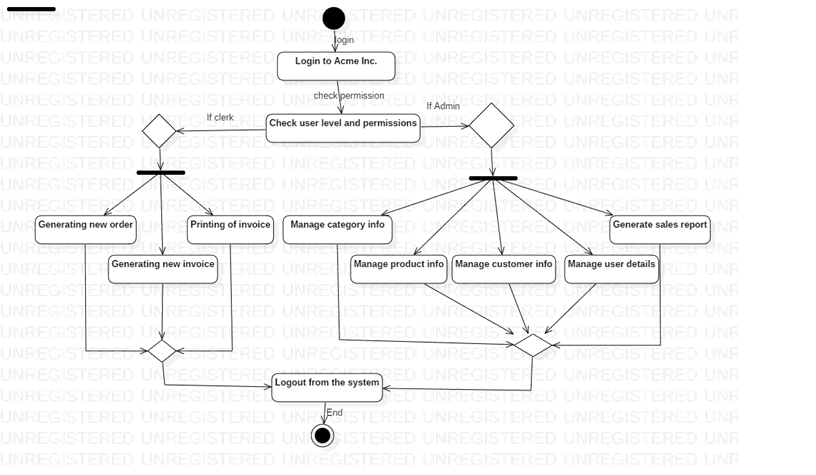 login
Login to Acme Inc.
check permission
If clerk
If Admin
Check user level and permissions
Generating new order
Printing of invoice
Manage category info
Generate sales report
Generating new invoice
Manage product info
Manage customer info
Manage user details
Logout from the system
End
UNREGISTERED UNREGISTERED UNREGISTERED UNREGISTERED UNREGISTERED UNR